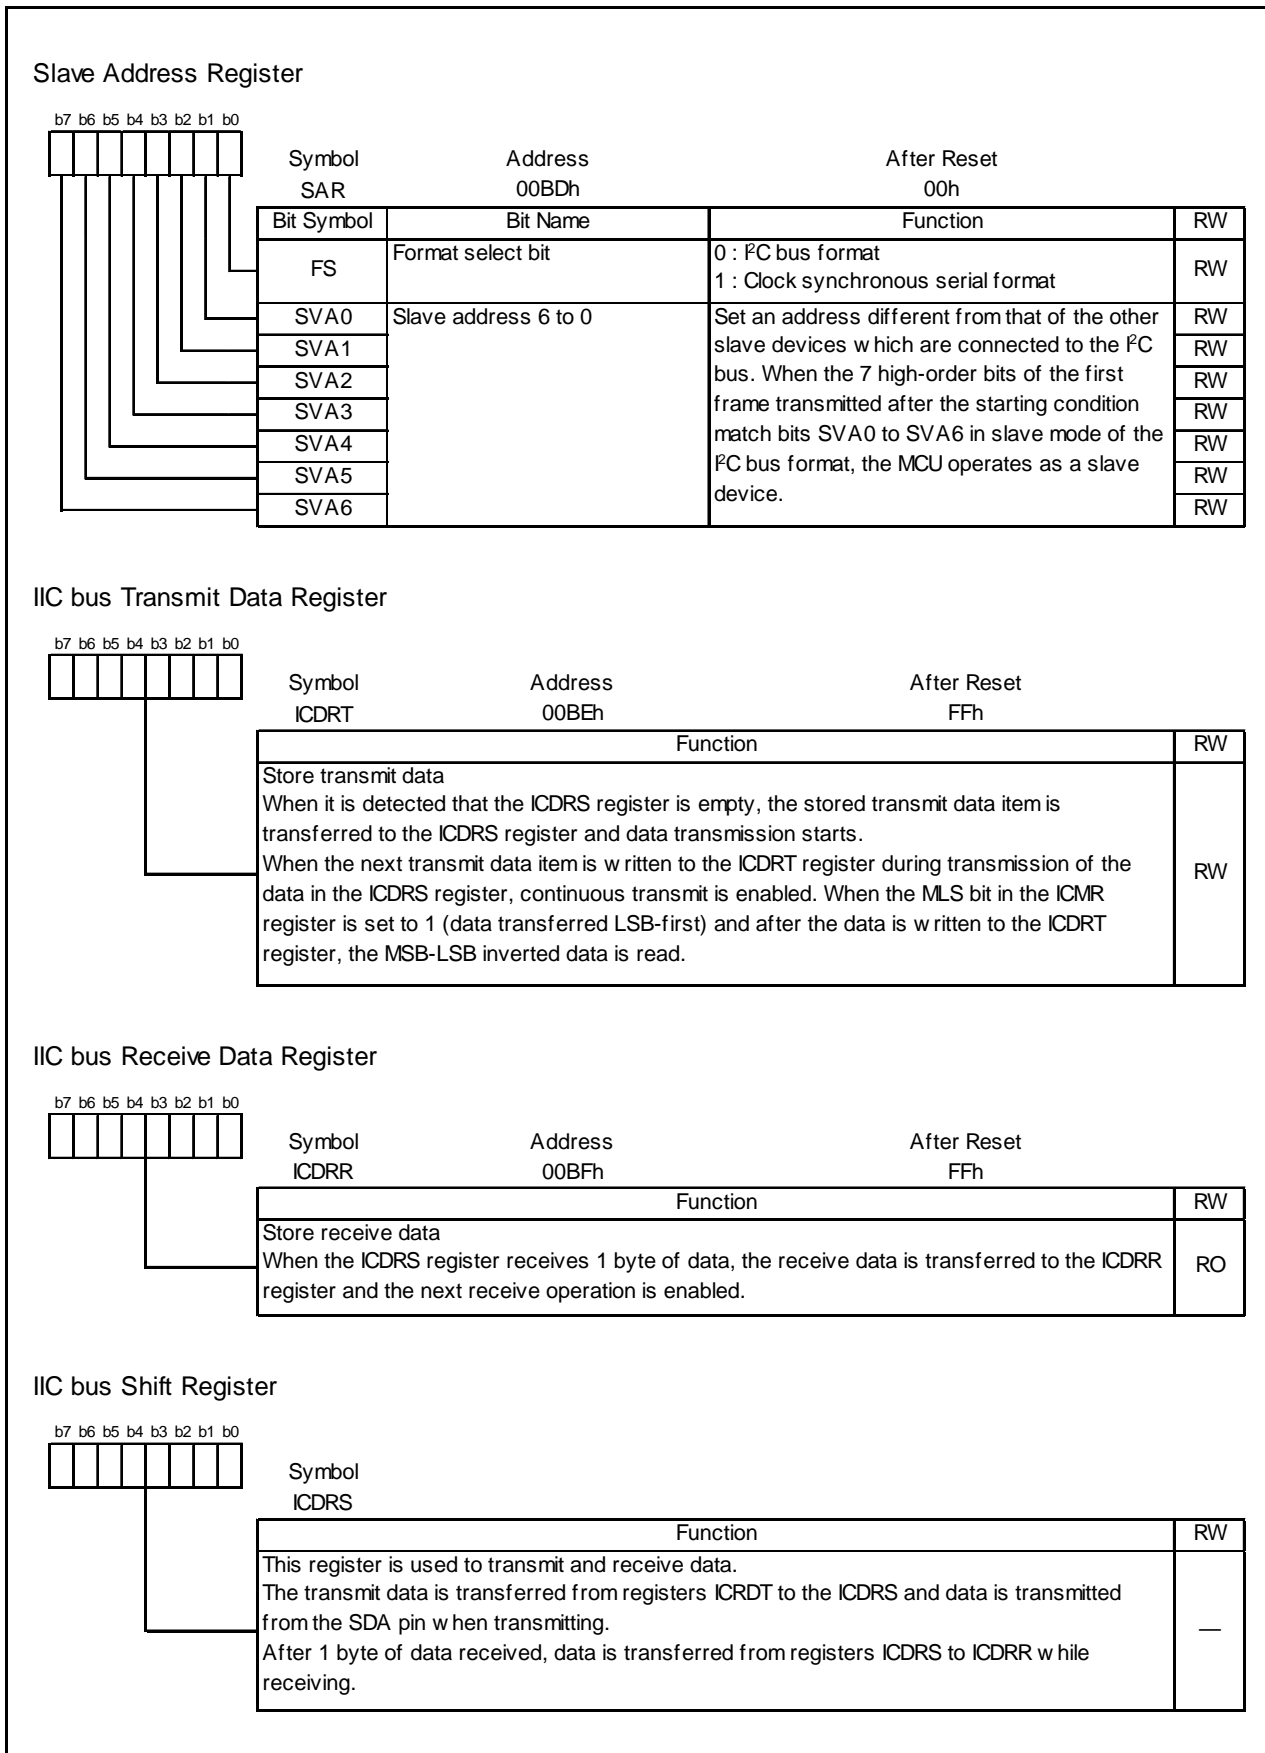 Slave Address Register
b7 b6 b5 b4 b3 b2 b1 b0
Symbol Address After Reset
SAR 00BDh 00h
Bit Symbol Bit Name Function RW
FS Format select bit 0 : I²C bus format RW
1 : Clock synchronous serial format
SVA0 Slave address 6 to 0 Set an address different from that of the other RW
SVA1 slave devices which are connected to the I²C RW
SVA2 bus. When the 7 high-order bits of the first RW
SVA3 frame transmitted after the starting condition RW
SVA4 match bits SVA0 to SVA6 in slave mode of the RW
SVA5 I²C bus format, the MCU operates as a slave RW
SVA6 device. RW
IIC bus Transmit Data Register
b7 b6 b5 b4 b3 b2 b1 b0
Symbol Address After Reset
ICDRT 00BEh FFh
Function RW
Store transmit data
When it is detected that the ICDRS register is empty, the stored transmit data item is
transferred to the ICDRS register and data transmission starts.
When the next transmit data item is written to the ICDRT register during transmission of the RW
data in the ICDRS register, continuous transmit is enabled. When the MLS bit in the ICMR
register is set to 1 (data transferred LSB-first) and after the data is written to the ICDRT
register, the MSB-LSB inverted data is read.
IIC bus Receive Data Register
b7 b6 b5 b4 b3 b2 b1 b0
Symbol Address After Reset
ICDRR 00BFh FFh
Function RW
Store receive data
When the ICDRS register receives 1 byte of data, the receive data is transferred to the ICDRR RO
register and the next receive operation is enabled.
IIC bus Shift Register
b7 b6 b5 b4 b3 b2 b1 b0
Symbol
ICDRS
Function RW
This register is used to transmit and receive data.
The transmit data is transferred from registers ICRDT to the ICDRS and data is transmitted
from the SDA pin when transmitting. —
After 1 byte of data received, data is transferred from registers ICDRS to ICDRR while
receiving.